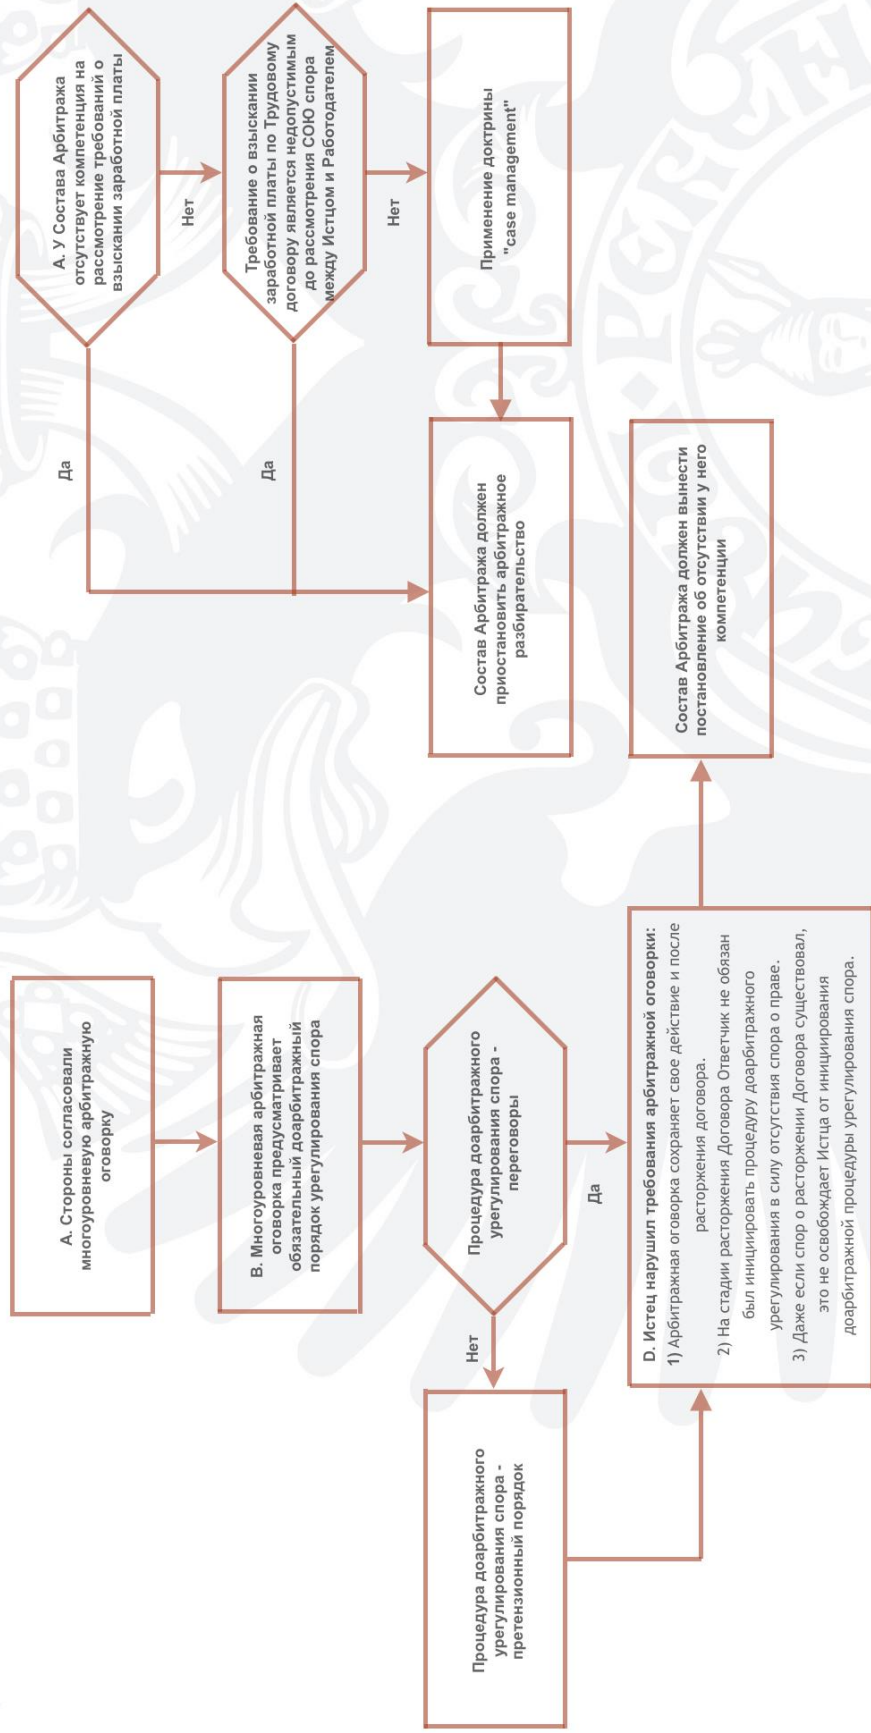 А. Стороны согласовали
многоуровневую арбитражную
оговорку
В. Многоуровневая арбитражная
оговорка предусматривает
обязательный доарбитражный
порядок урегулирования спора
Процедура доарбитражного
урегулирования спора -
переговоры
Нет
Да
Процедура доарбитражного
урегулирования спора -
претензионный порядок
D. Истец нарушил требования арбитражной оговорки:
1) Арбитражная оговорка сохраняет свое действие и после
расторжения договора.
2) На стадии расторжения Договора Ответчик не обязан
был инициировать процедуру доарбитражного
урегулирования в силу отсутствия спора о праве.
3) Даже если спор о расторжении Договора существовал,
это не освобождает Истца от инициирования
доарбитражной процедуры урегулирования спора.
Состав Арбитража должен вынести
постановление об отсутствии у него
компетенции
А. У Состава Арбитража
отсутствует компетенция на
рассмотрение требований о
взыскании заработной платы
Да
Нет
Требование о взыскании
заработной платы по Трудовому
договору является недопустимым
до рассмотрения СОЮ спора
между Истцом и Работодателем
Да
Нет
Применение доктрины
"case management"
Состав Арбитража должен
приостановить арбитражное
разбирательство